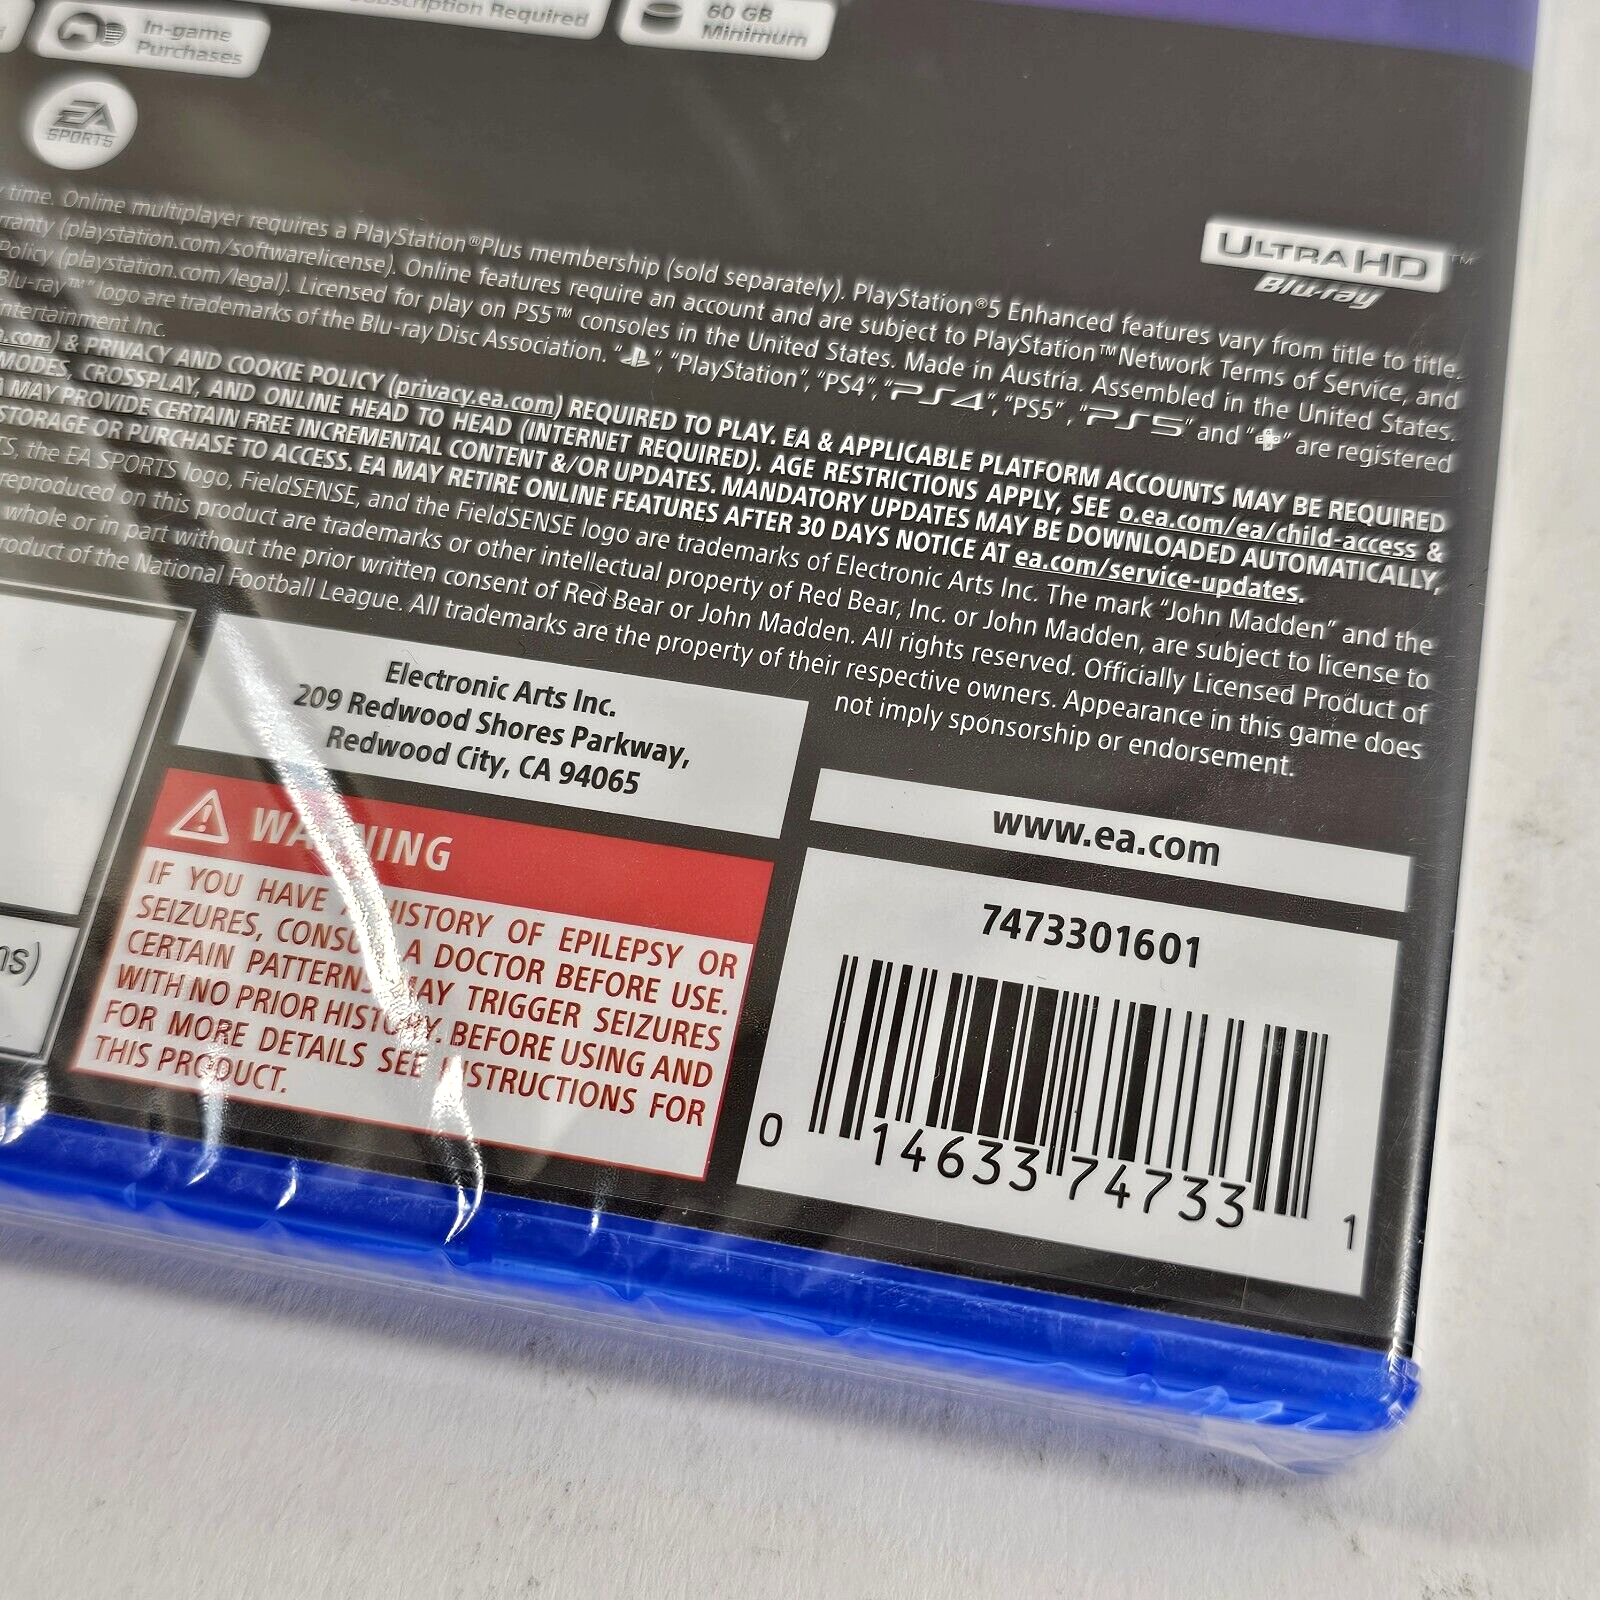 Subscription Required
60 GB
Minimum
In-game
Purchases
EA
SPORTS
ULTRA HD™
Blu-ray
time. Online multiplayer requires a PlayStation®Plus membership (sold separately). PlayStation®5 Enhanced features vary from title to title.
(playstation.com/softwarelicense). Online features require an account and are subject to PlayStation™Network Terms of Service, and
Policy (playstation.com/legal). Licensed for play on PS5™ consoles in the United States. Made in Austria. Assembled in the United States.
Blu-ray™" logo are trademarks of the Blu-ray Disc Association. "", "PlayStation", "PS4", "PS4", "PS5", "PS5" and "" are registered
Entertainment Inc.
& PRIVACY AND COOKIE POLICY (privacy.ea.com) REQUIRED TO PLAY. EA & APPLICABLE PLATFORM ACCOUNTS MAY BE REQUIRED
MODES, CROSSPLAY, AND ONLINE HEAD TO HEAD (INTERNET REQUIRED). AGE RESTRICTIONS APPLY, SEE o.ea.com/ea/child-access &
MAY PROVIDE CERTAIN FREE INCREMENTAL CONTENT &/OR UPDATES. MANDATORY UPDATES MAY BE DOWNLOADED AUTOMATICALLY,
STORAGE OR PURCHASE TO ACCESS. EA MAY RETIRE ONLINE FEATURES AFTER 30 DAYS NOTICE AT ea.com/service-updates.
the EA SPORTS logo, FieldSENSE, and the FieldSENSE logo are trademarks of Electronic Arts Inc. The mark "John Madden" and the
reproduced on this product are trademarks or other intellectual property of Red Bear, Inc. or John Madden, are subject to license to
whole or in part without the prior written consent of Red Bear or John Madden. All rights reserved. Officially Licensed Product of
product of the National Football League. All trademarks are the property of their respective owners. Appearance in this game does
not imply sponsorship or endorsement.
Electronic Arts Inc.
209 Redwood Shores Parkway,
Redwood City, CA 94065
www.ea.com
WARNING
IF YOU HAVE A HISTORY OF EPILEPSY OR
SEIZURES, CONSULT A DOCTOR BEFORE USE.
CERTAIN PATTERNS MAY TRIGGER SEIZURES
WITH NO PRIOR HISTORY. BEFORE USING AND
FOR MORE DETAILS SEE INSTRUCTIONS FOR
THIS PRODUCT.
7473301601
0 14633 74733 1